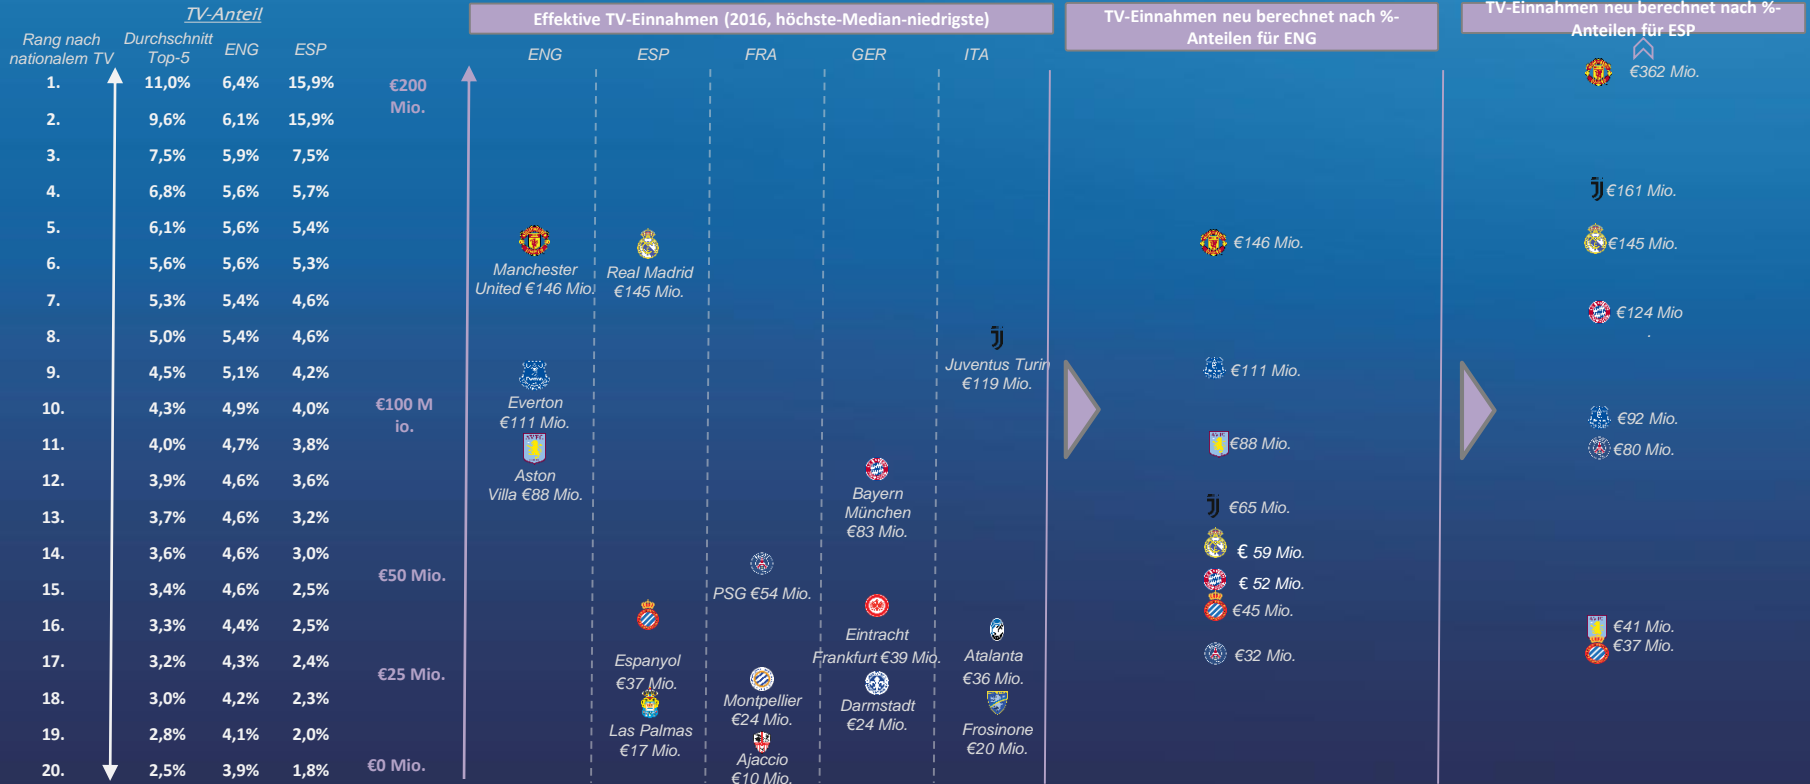 TV-Anteil
Rang nach
nationalem TV
Durchschnitt
Top-5
ENG
ESP
1. 11,0% 6,4% 15,9%
2. 9,6% 6,1% 15,9%
3. 7,5% 5,9% 7,5%
4. 6,8% 5,6% 5,7%
5. 6,1% 5,6% 5,4%
6. 5,6% 5,6% 5,3%
7. 5,3% 5,4% 4,6%
8. 5,0% 5,4% 4,6%
9. 4,5% 5,1% 4,2%
10. 4,3% 4,9% 4,0%
11. 4,0% 4,7% 3,8%
12. 3,9% 4,6% 3,6%
13. 3,7% 4,6% 3,2%
14. 3,6% 4,6% 3,0%
15. 3,4% 4,6% 2,5%
16. 3,3% 4,4% 2,5%
17. 3,2% 4,3% 2,4%
18. 3,0% 4,2% 2,3%
19. 2,8% 4,1% 2,0%
20. 2,5% 3,9% 1,8%
€200
Mio.
€100 M
io.
€50 Mio.
€25 Mio.
€0 Mio.
Effektive TV-Einnahmen (2016, höchste-Median-niedrigste)
ENG
ESP
FRA
GER
ITA
Manchester
United €146 Mio.
Everton
€111 Mio.
Aston
Villa €88 Mio.
Real Madrid
€145 Mio.
Espanyol
€37 Mio.
Las Palmas
€17 Mio.
PSG €54 Mio.
Montpellier
€24 Mio.
Ajaccio
€10 Mio.
Bayern
München
€83 Mio.
Eintracht
Frankfurt €39 Mio.
Darmstadt
€24 Mio.
Juventus Turin
€119 Mio.
Atalanta
€36 Mio.
Frosinone
€20 Mio.
TV-Einnahmen neu berechnet nach %-
Anteilen für ENG
€146 Mio.
€111 Mio.
€88 Mio.
€65 Mio.
€ 59 Mio.
€ 52 Mio.
€45 Mio.
€32 Mio.
TV-Einnahmen neu berechnet nach %-
Anteilen für ESP
€362 Mio.
€161 Mio.
€145 Mio.
€124 Mio
.
€92 Mio.
€80 Mio.
€41 Mio.
€37 Mio.